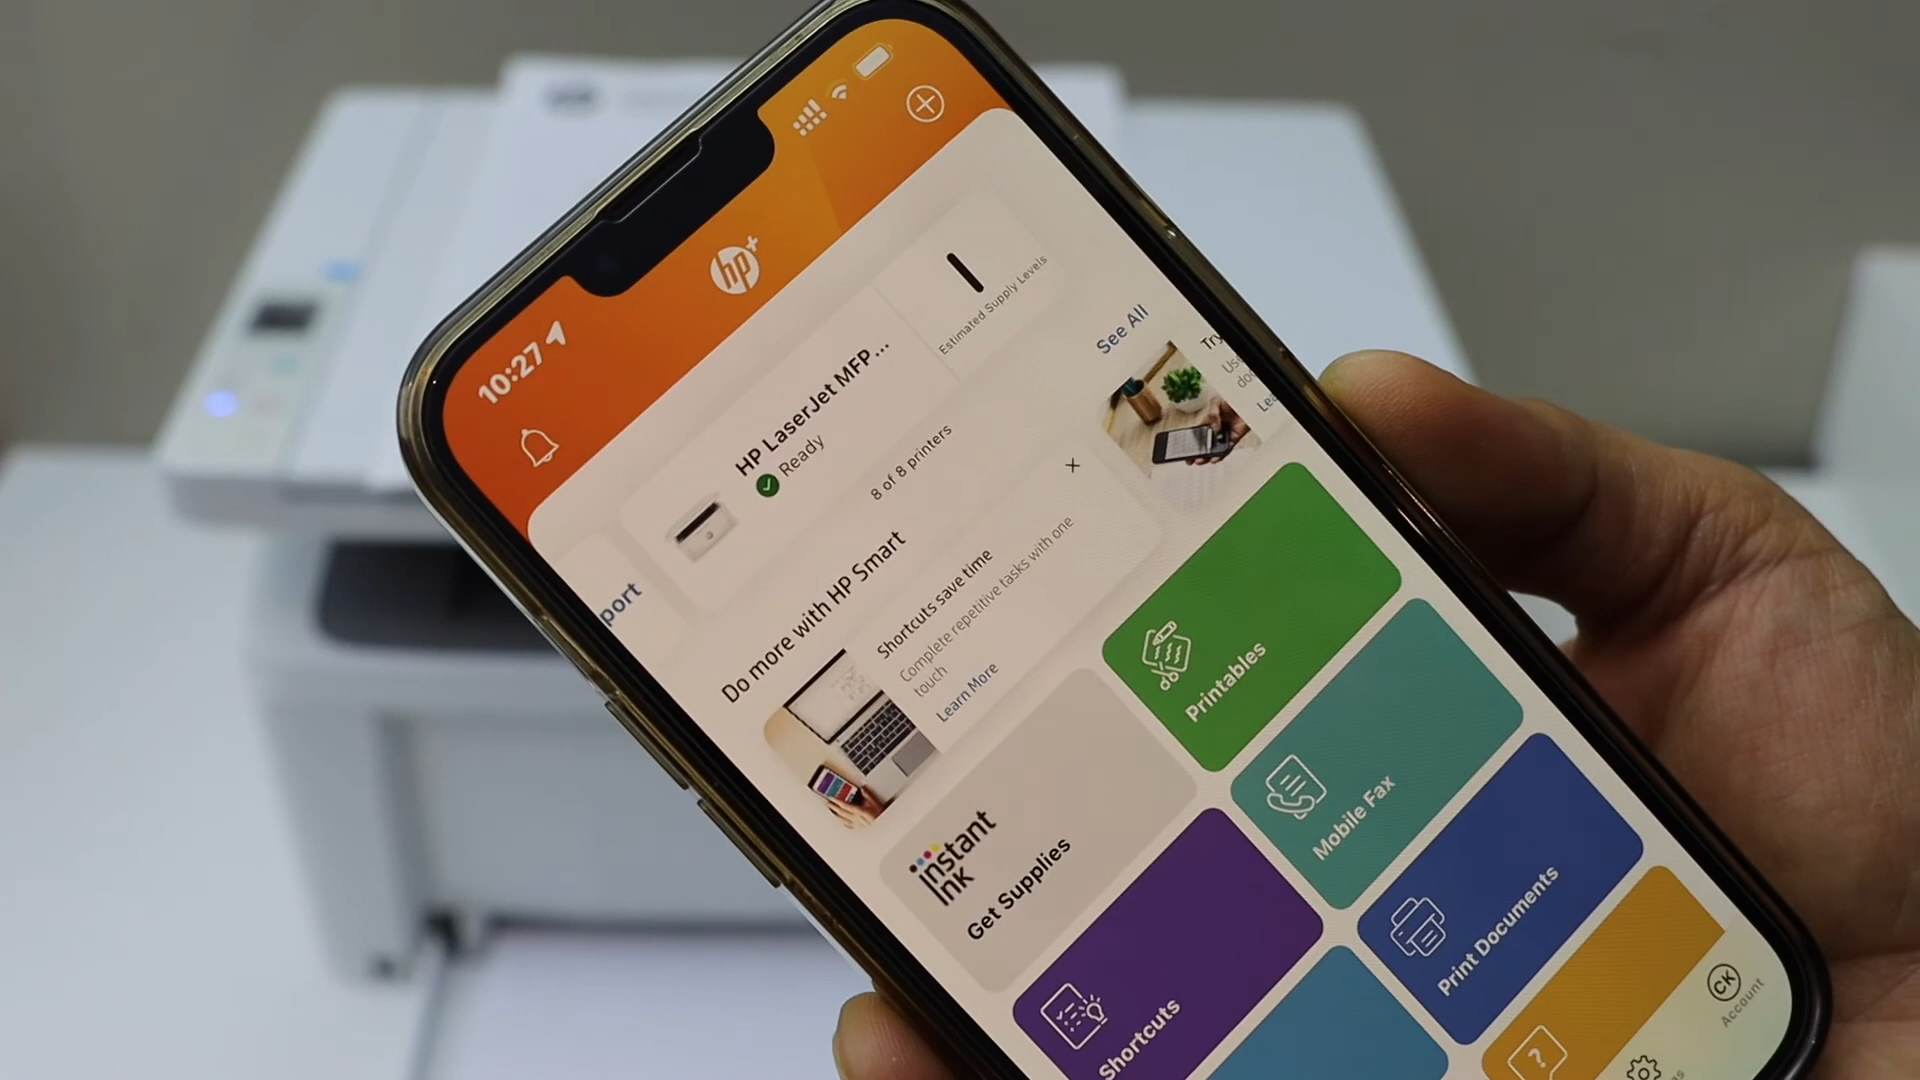 10:27
hp+
HP LaserJet MFP...
Ready
Estimated Supply Levels
8 of 8 printers
port
Do more with HP Smart
See All
Shortcuts save time
Complete repetitive tasks with one
touch
Learn More
Try
Instant
Ink
Get Supplies
Printables
Mobile Fax
Shortcuts
Print Documents
CK
Account